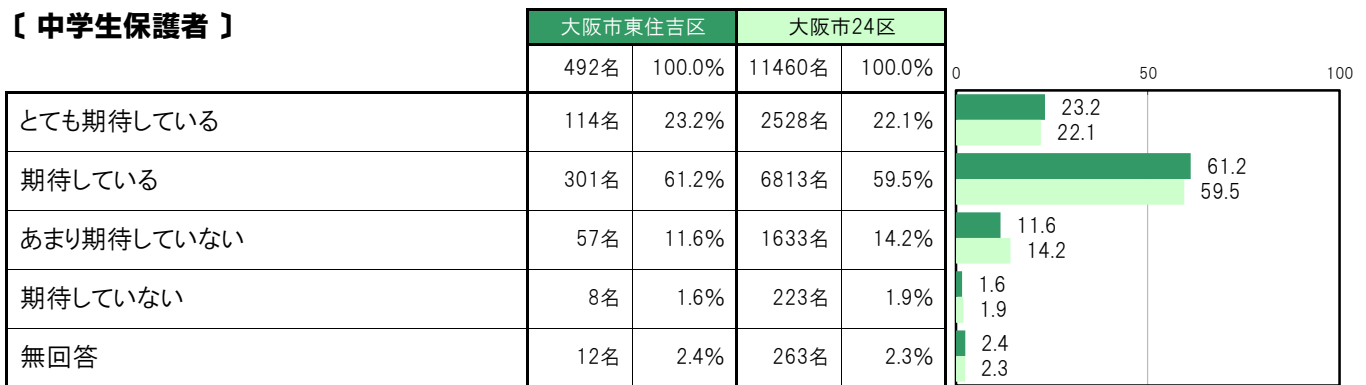 〔 中学生保護者 〕
大阪市東住吉区 大阪市24区
492名 100.0% 11460名 100.0%
0 50 100
とても期待している 114名 23.2% 2528名 22.1%
23.2
22.1
期待している 301名 61.2% 6813名 59.5%
61.2
59.5
あまり期待していない 57名 11.6% 1633名 14.2%
11.6
14.2
期待していない 8名 1.6% 223名 1.9%
1.6
1.9
無回答 12名 2.4% 263名 2.3%
2.4
2.3